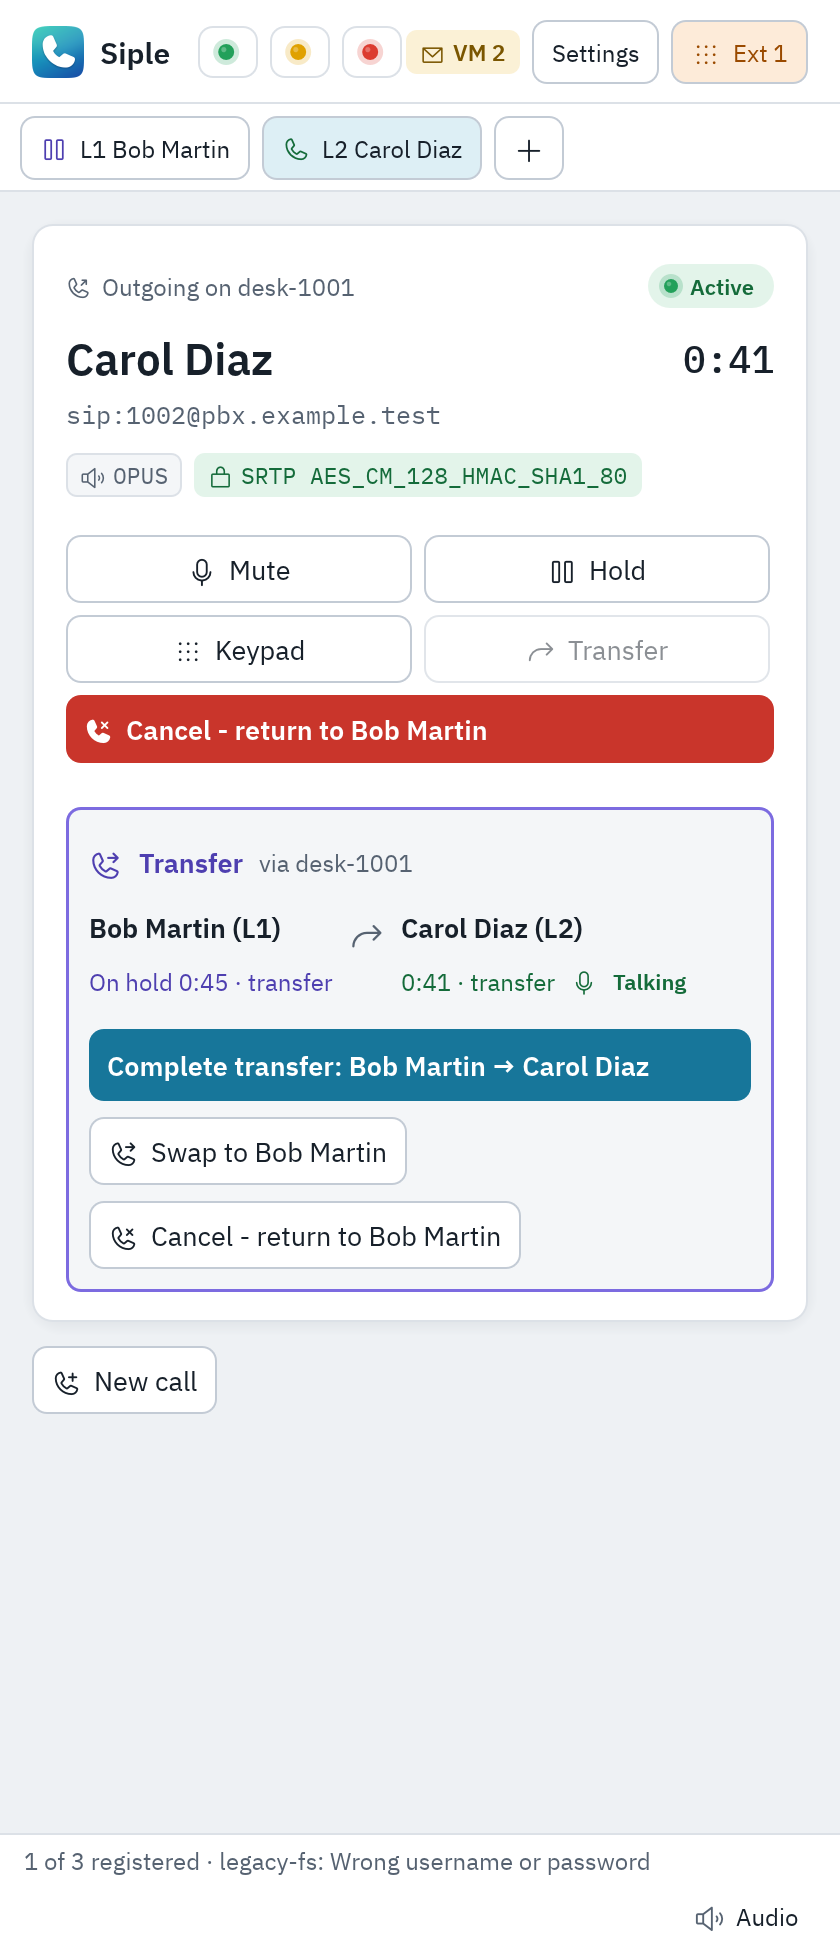 Siple VM 2 Settings Ext 1
L1 Bob Martin L2 Carol Diaz
Outgoing on desk-1001 Active
Carol Diaz 0:41
sip:1002@pbx.example.test
OPUS SRTP AES_CM_128_HMAC_SHA1_80
Mute Hold
Keypad Transfer
Cancel - return to Bob Martin
Transfer via desk-1001
Bob Martin (L1) Carol Diaz (L2)
On hold 0:45 · transfer 0:41 · transfer Talking
Complete transfer: Bob Martin → Carol Diaz
Swap to Bob Martin
Cancel - return to Bob Martin
New call
1 of 3 registered · legacy-fs: Wrong username or password
Audio